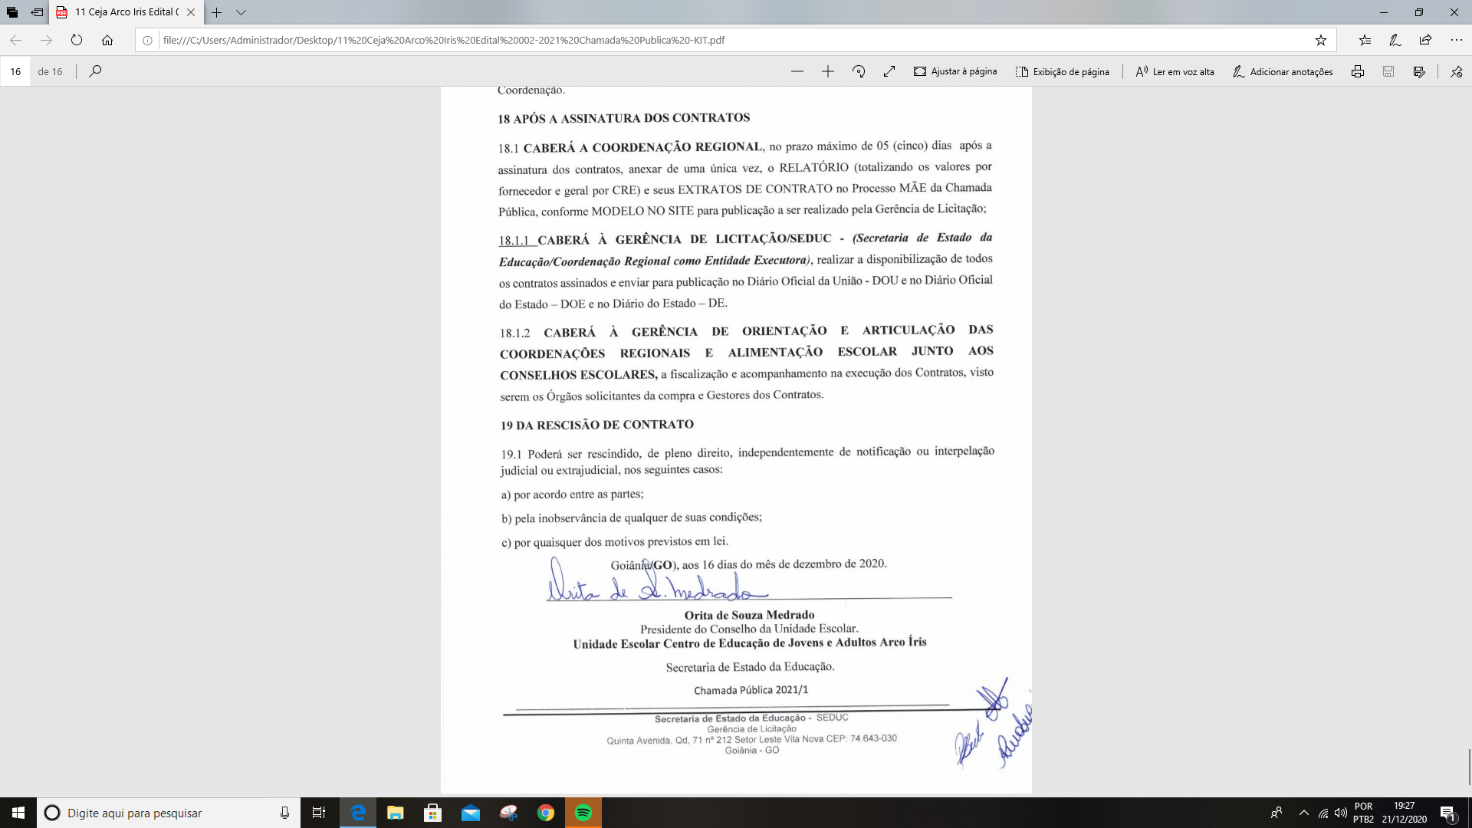 11 Ceja Arco Iris Edital C
file:///C:/Users/Administrador/Desktop/11%20Ceja%20Arco%20Iris%20Edital%20002-2021%20Chamada%20Publica%20-KIT.pdf
16 de 16 Ajustar à página Exibição de página Ler em voz alta Adicionar anotações
Coordenação.
18 APÓS A ASSINATURA DOS CONTRATOS
18.1 CABERÁ A COORDENAÇÃO REGIONAL, no prazo máximo de 05 (cinco) dias após a
assinatura dos contratos, anexar de uma única vez, o RELATÓRIO (totalizando os valores por
fornecedor e geral por CRE) e seus EXTRATOS DE CONTRATO no Processo MÃE da Chamada
Pública, conforme MODELO NO SITE para publicação a ser realizado pela Gerência de Licitação;
18.1.1 CABERÁ À GERÊNCIA DE LICITAÇÃO/SEDUC - (Secretaria de Estado da
Educação/Coordenação Regional como Entidade Executora), realizar a disponibilização de todos
os contratos assinados e enviar para publicação no Diário Oficial da União - DOU e no Diário Oficial
do Estado – DOE e no Diário do Estado – DE.
18.1.2 CABERÁ À GERÊNCIA DE ORIENTAÇÃO E ARTICULAÇÃO DAS
COORDENAÇÕES REGIONAIS E ALIMENTAÇÃO ESCOLAR JUNTO AOS
CONSELHOS ESCOLARES, a fiscalização e acompanhamento na execução dos Contratos, visto
serem os Órgãos solicitantes da compra e Gestores dos Contratos.
19 DA RESCISÃO DE CONTRATO
19.1 Poderá ser rescindido, de pleno direito, independentemente de notificação ou interpelação
judicial ou extrajudicial, nos seguintes casos:
a) por acordo entre as partes;
b) pela inobservância de qualquer de suas condições;
c) por quaisquer dos motivos previstos em lei.
Goiânia/GO), aos 16 dias do mês de dezembro de 2020.
Orita de S. Medrado
Orita de Souza Medrado
Presidente do Conselho da Unidade Escolar.
Unidade Escolar Centro de Educação de Jovens e Adultos Arco Íris
Secretaria de Estado da Educação.
Chamada Pública 2021/1
Secretaria de Estado da Educação - SEDUC
Gerência de Licitação
Quinta Avenida, Qd, 71 nº 212 Setor Leste Vila Nova CEP: 74.643-030
Goiânia - GO
Digite aqui para pesquisar
POR
PTB2
19:27
21/12/2020
1